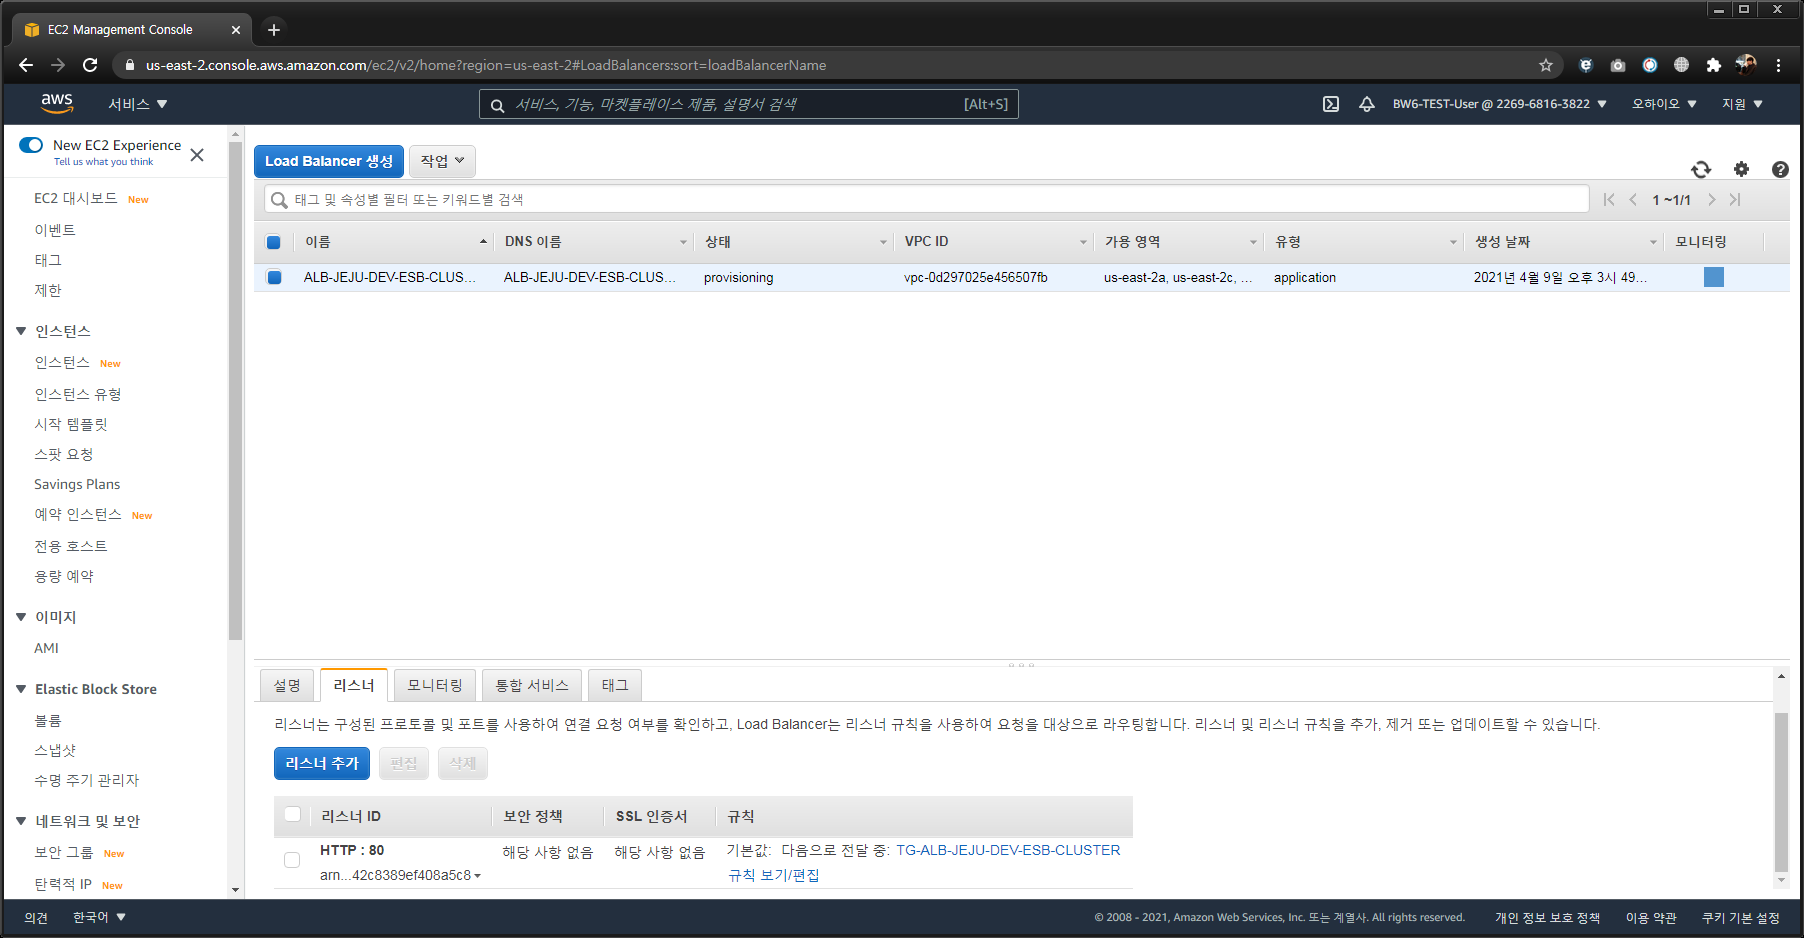 EC2 Management Console
us-east-2.console.aws.amazon.com/ec2/v2/home?region=us-east-2#LoadBalancers:sort=loadBalancerName
aws
서비스
서비스, 기능, 마켓플레이스 제품, 설명서 검색
[Alt+S]
BW6-TEST-User @ 2269-6816-3822
오하이오
지원
New EC2 Experience
Tell us what you think
EC2 대시보드 New
이벤트
태그
제한
인스턴스
인스턴스 New
인스턴스 유형
시작 템플릿
스팟 요청
Savings Plans
예약 인스턴스 New
전용 호스트
용량 예약
이미지
AMI
Elastic Block Store
볼륨
스냅샷
수명 주기 관리자
네트워크 및 보안
보안 그룹 New
탄력적 IP New
Load Balancer 생성
작업
태그 및 속성별 필터 또는 키워드별 검색
1 ~1/1
이름 DNS 이름 상태 VPC ID 가용 영역 유형 생성 날짜 모니터링
ALB-JEJU-DEV-ESB-CLUS... ALB-JEJU-DEV-ESB-CLUS... provisioning vpc-0d297025e456507fb us-east-2a, us-east-2c, ... application 2021년 4월 9일 오후 3시 49...
설명 리스너 모니터링 통합 서비스 태그
리스너는 구성된 프로토콜 및 포트를 사용하여 연결 요청 여부를 확인하고, Load Balancer는 리스너 규칙을 사용하여 요청을 대상으로 라우팅합니다. 리스너 및 리스너 규칙을 추가, 제거 또는 업데이트할 수 있습니다.
리스너 추가 편집 삭제
리스너 ID 보안 정책 SSL 인증서 규칙
HTTP : 80 해당 사항 없음 해당 사항 없음 기본값: 다음으로 전달 중: TG-ALB-JEJU-DEV-ESB-CLUSTER
arn...42c8389ef408a5c8 규칙 보기/편집
의견
한국어
© 2008 - 2021, Amazon Web Services, Inc. 또는 계열사. All rights reserved.
개인 정보 보호 정책
이용 약관
쿠키 기본 설정